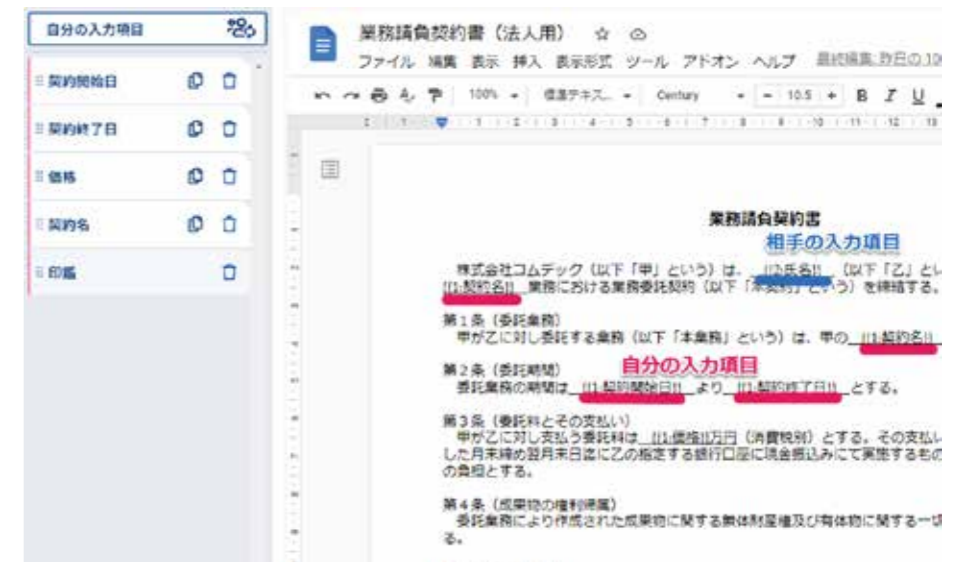 自分の入力項目
契約開始日
契約終了日
価格
契約名
印鑑
業務請負契約書（法人用）
ファイル 編集 表示 挿入 表示形式 ツール アドオン ヘルプ 最終編集: 昨日の 10
100% 標準テキス... Century - 10.5 + B I U
業務請負契約書
相手の入力項目
株式会社コムテック（以下「甲」という）は、 [[2:氏名]] （以下「乙」とい
[[1:契約名]] 業務における業務委託契約（以下「本契約」という）を締結する。
第１条（委託業務）
甲が乙に対し委託する業務（以下「本業務」という）は、甲の [[1:契約名]]
第２条（委託期間）
自分の入力項目
委託業務の期間は [[1:契約開始日]] より [[1:契約終了日]] とする。
第３条（委託料とその支払い）
甲が乙に対し支払う委託料は [[1:価格]]万円（消費税別）とする。その支払い
した月末締め翌月末日迄に乙の指定する銀行口座に現金振込みにて実施するもの
の負担とする。
第４条（成果物の権利帰属）
委託業務により作成された成果物に関する無体財産権及び有体物に関する一切
る。